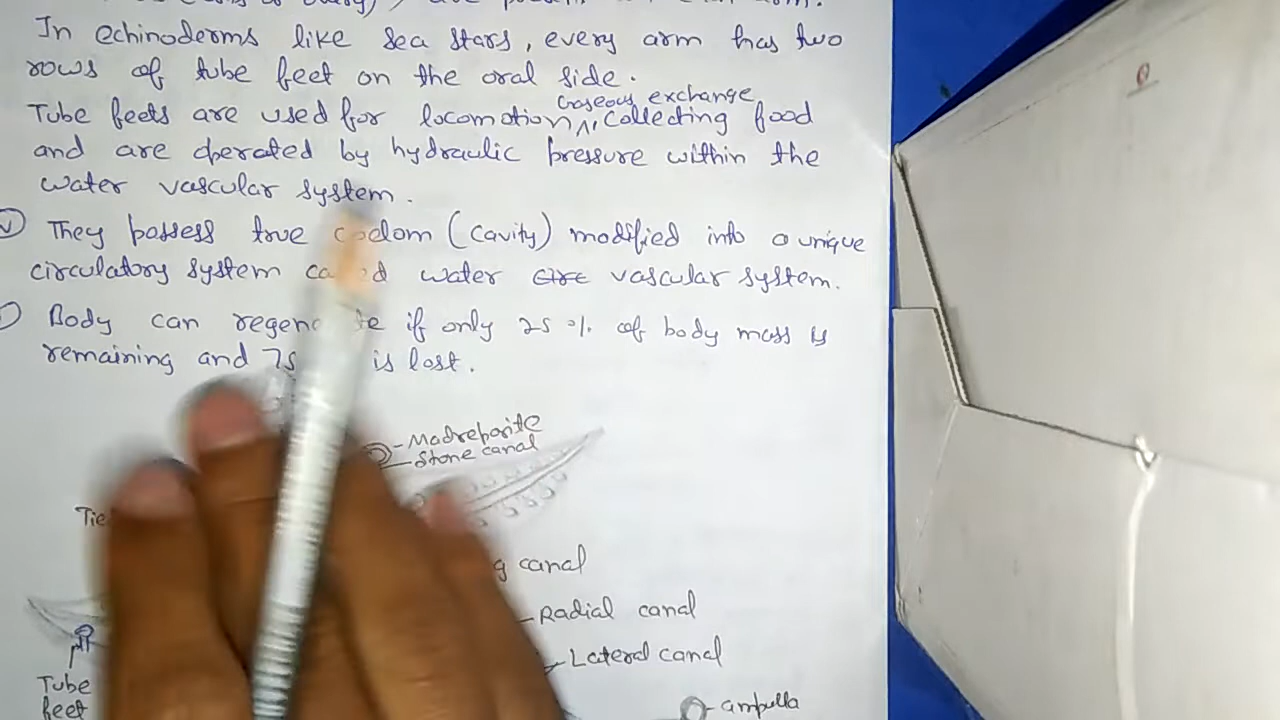 In echinoderms like sea stars, every arm has two
rows of tube feet on the oral side.
Gaseous exchange
Tube feets are used for locomotion, collecting food
and are operated by hydraulic pressure within the
water vascular system.
They possess true coelom (cavity) modified into a unique
circulatory system called water vascular system.
Body can regenerate if only 25 % of body mass is
remaining and 75 is lost.
Madreporite
Stone canal
canal
Radial canal
Lateral canal
Tube
feet
ampulla